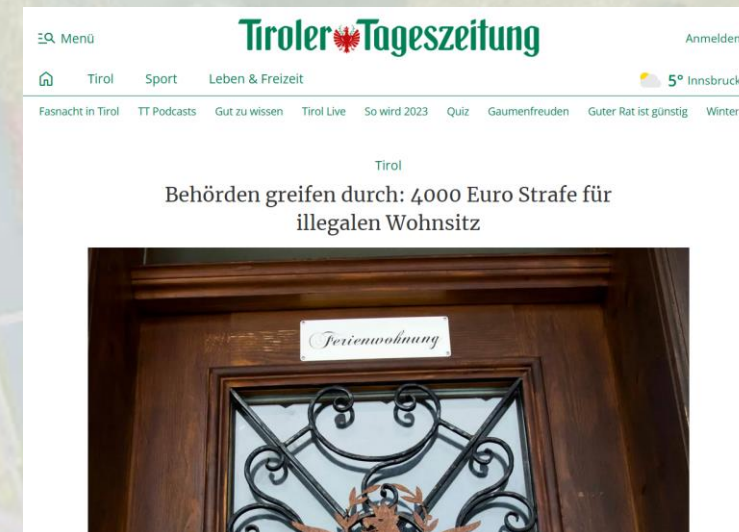 Menü
Tiroler Tageszeitung
Anmelden
Tirol Sport Leben & Freizeit
5° Innsbruck
Fasnacht in Tirol TT Podcasts Gut zu wissen Tirol Live So wird 2023 Quiz Gaumenfreuden Guter Rat ist günstig Winter
Tirol
Behörden greifen durch: 4000 Euro Strafe für
illegalen Wohnsitz
Ferienwohnung